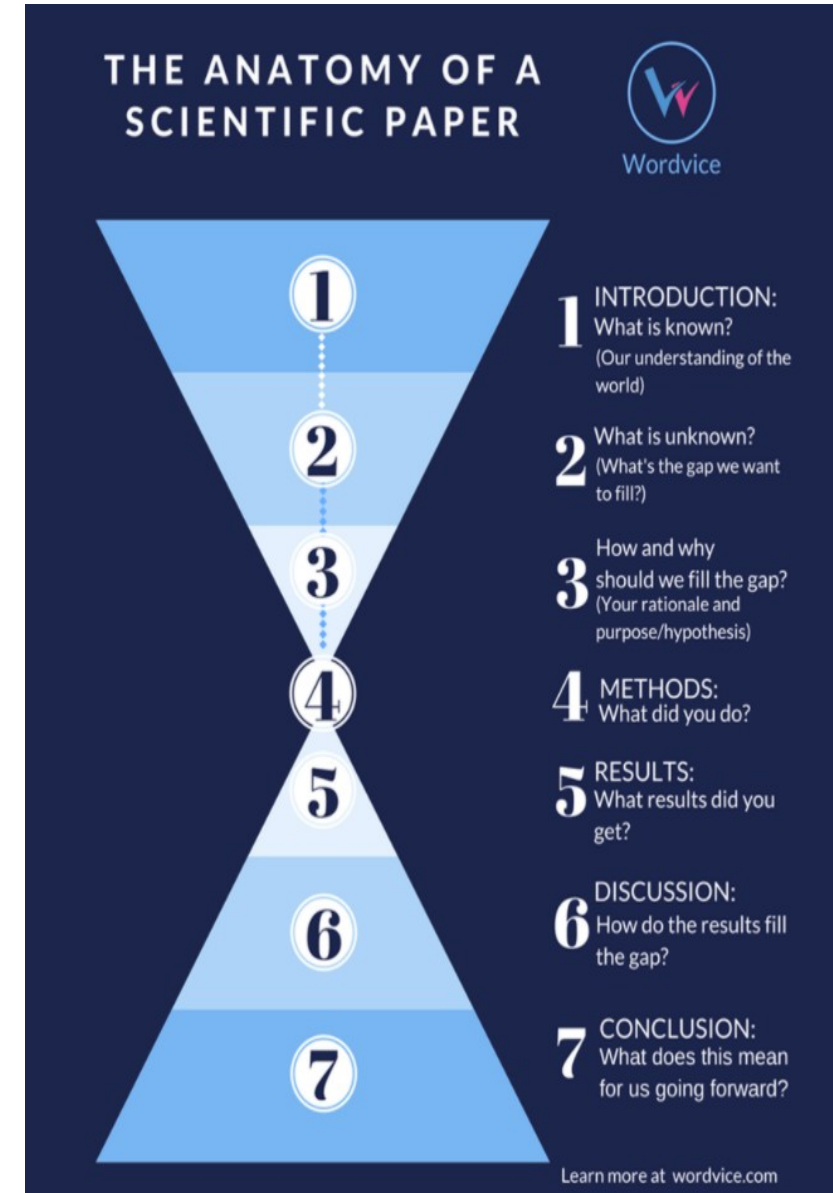 THE ANATOMY OF A
SCIENTIFIC PAPER
Wordvice
1
2
3
4
5
6
7
1 INTRODUCTION:
What is known?
(Our understanding of the
world)
2 What is unknown?
(What's the gap we want
to fill?)
3 How and why
should we fill the gap?
(Your rationale and
purpose/hypothesis)
4 METHODS:
What did you do?
5 RESULTS:
What results did you
get?
6 DISCUSSION:
How do the results fill
the gap?
7 CONCLUSION:
What does this mean
for us going forward?
Learn more at wordvice.com